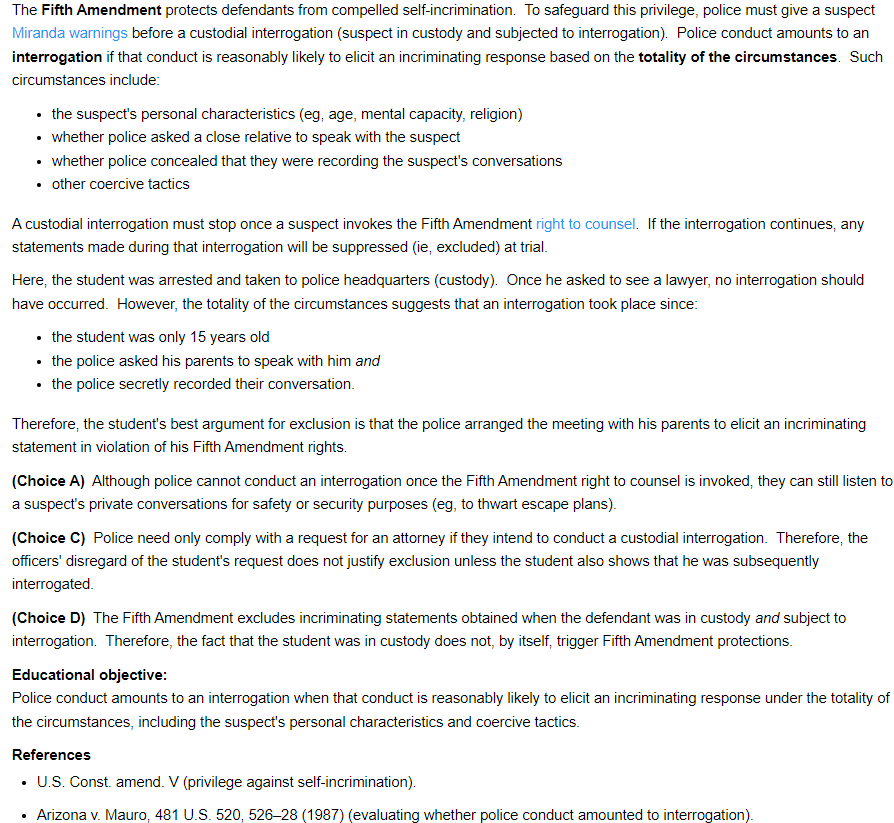 The Fifth Amendment protects defendants from compelled self-incrimination.  To safeguard this privilege, police must give a suspect
Miranda warnings before a custodial interrogation (suspect in custody and subjected to interrogation).  Police conduct amounts to an
interrogation if that conduct is reasonably likely to elicit an incriminating response based on the totality of the circumstances.  Such
circumstances include:
• the suspect's personal characteristics (eg, age, mental capacity, religion)
• whether police asked a close relative to speak with the suspect
• whether police concealed that they were recording the suspect's conversations
• other coercive tactics
A custodial interrogation must stop once a suspect invokes the Fifth Amendment right to counsel.  If the interrogation continues, any
statements made during that interrogation will be suppressed (ie, excluded) at trial.
Here, the student was arrested and taken to police headquarters (custody).  Once he asked to see a lawyer, no interrogation should
have occurred.  However, the totality of the circumstances suggests that an interrogation took place since:
• the student was only 15 years old
• the police asked his parents to speak with him and
• the police secretly recorded their conversation.
Therefore, the student's best argument for exclusion is that the police arranged the meeting with his parents to elicit an incriminating
statement in violation of his Fifth Amendment rights.
(Choice A)  Although police cannot conduct an interrogation once the Fifth Amendment right to counsel is invoked, they can still listen to
a suspect's private conversations for safety or security purposes (eg, to thwart escape plans).
(Choice C)  Police need only comply with a request for an attorney if they intend to conduct a custodial interrogation.  Therefore, the
officers' disregard of the student's request does not justify exclusion unless the student also shows that he was subsequently
interrogated.
(Choice D)  The Fifth Amendment excludes incriminating statements obtained when the defendant was in custody and subject to
interrogation.  Therefore, the fact that the student was in custody does not, by itself, trigger Fifth Amendment protections.
Educational objective:
Police conduct amounts to an interrogation when that conduct is reasonably likely to elicit an incriminating response under the totality of
the circumstances, including the suspect's personal characteristics and coercive tactics.
References
• U.S. Const. amend. V (privilege against self-incrimination).
• Arizona v. Mauro, 481 U.S. 520, 526–28 (1987) (evaluating whether police conduct amounted to interrogation).